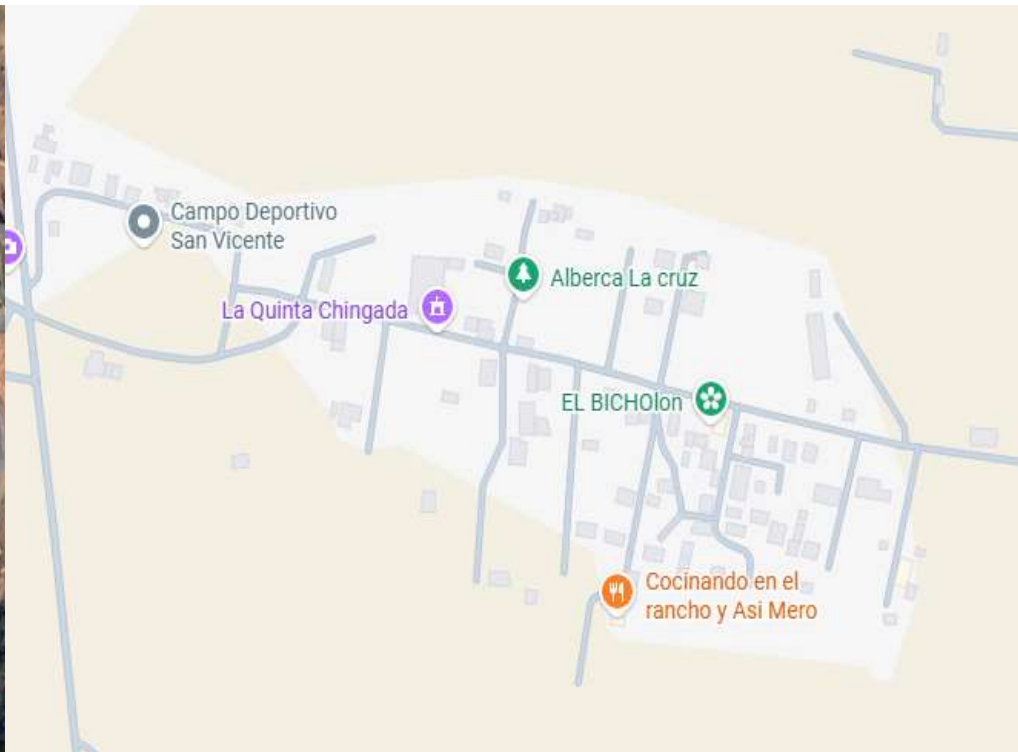 Campo Deportivo
San Vicente
Alberca La cruz
La Quinta Chingada
EL BICHOlon
Cocinando en el
rancho y Asi Mero